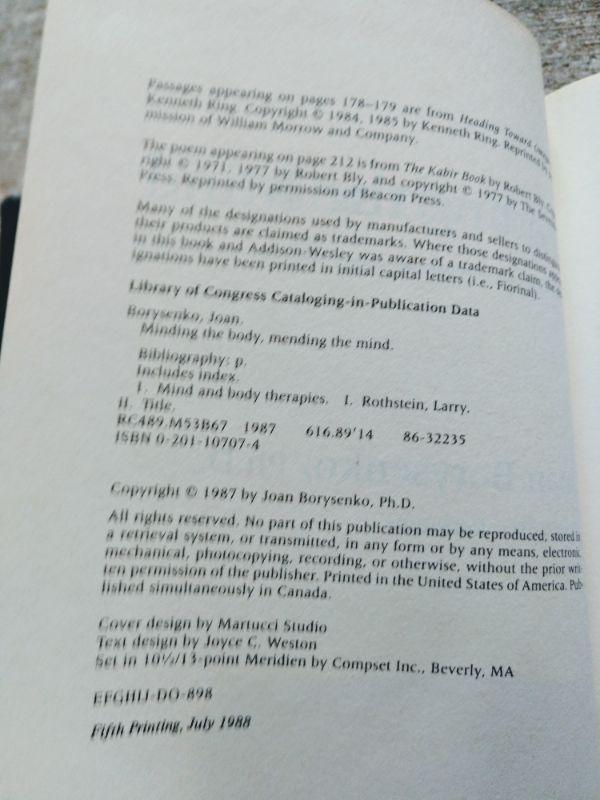 Passages appearing on pages 178–179 are from Heading Toward
Kenneth Ring. Copyright © 1984, 1985 by Kenneth Ring. Reprinted by
mission of William Morrow and Company.
The poem appearing on page 212 is from The Kabir Book by Robert Bly.
right © 1971, 1977 by Robert Bly, and copyright © 1977 by The
Press. Reprinted by permission of Beacon Press.
Many of the designations used by manufacturers and sellers to
their products are claimed as trademarks. Where those designations
in this book and Addison-Wesley was aware of a trademark claim, the
ignations have been printed in initial capital letters (i.e., Fiorinal).
Library of Congress Cataloging-in-Publication Data
Borysenko, Joan.
Minding the body, mending the mind.
Bibliography: p.
Includes index.
1. Mind and body therapies. I. Rothstein, Larry.
II. Title.
RC489.M53B67 1987 616.89'14 86-32235
ISBN 0-201-10707-4
Copyright © 1987 by Joan Borysenko, Ph.D.
All rights reserved. No part of this publication may be reproduced, stored in
a retrieval system, or transmitted, in any form or by any means, electronic,
mechanical, photocopying, recording, or otherwise, without the prior writ-
ten permission of the publisher. Printed in the United States of America. Pub-
lished simultaneously in Canada.
Cover design by Martucci Studio
Text design by Joyce C. Weston
Set in 10½/13-point Meridien by Compset Inc., Beverly, MA
EFGHIJ-DO-898
Fifth Printing, July 1988